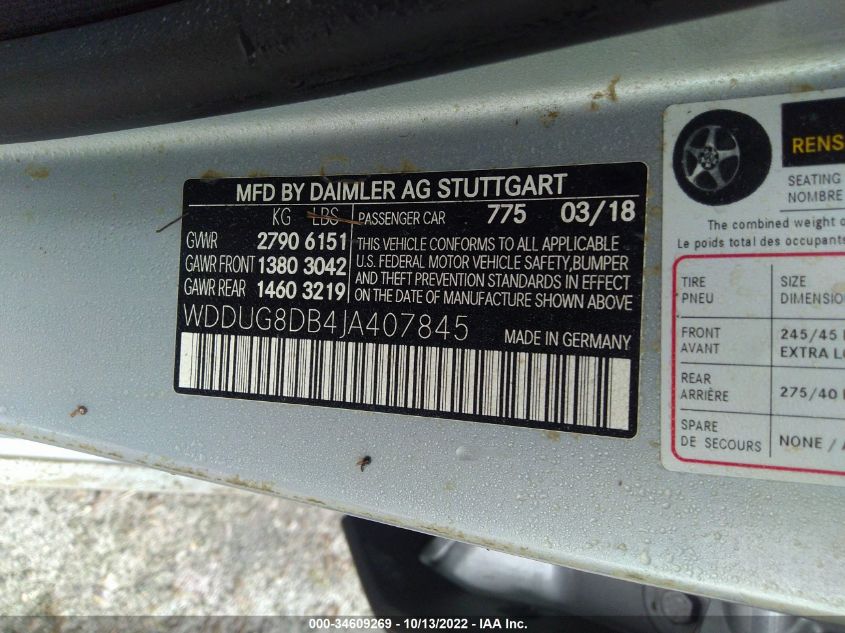 MFD BY DAIMLER AG STUTTGART
KG LBS PASSENGER CAR 775 03/18
GVWR 2790 6151
GAWR FRONT 1380 3042
GAWR REAR 1460 3219
THIS VEHICLE CONFORMS TO ALL APPLICABLE
U.S. FEDERAL MOTOR VEHICLE SAFETY,BUMPER
AND THEFT PREVENTION STANDARDS IN EFFECT
ON THE DATE OF MANUFACTURE SHOWN ABOVE
WDDUG8DB4JA407845 MADE IN GERMANY
SEATING
NOMBRE
The combined weight
Le poids total des
TIRE SIZE
PNEU
FRONT 245/45
AVANT EXTRA
REAR
ARRIÈRE 275/40
SPARE
DE SECOURS NONE /
000-34609269 - 10/13/2022 - IAA Inc.